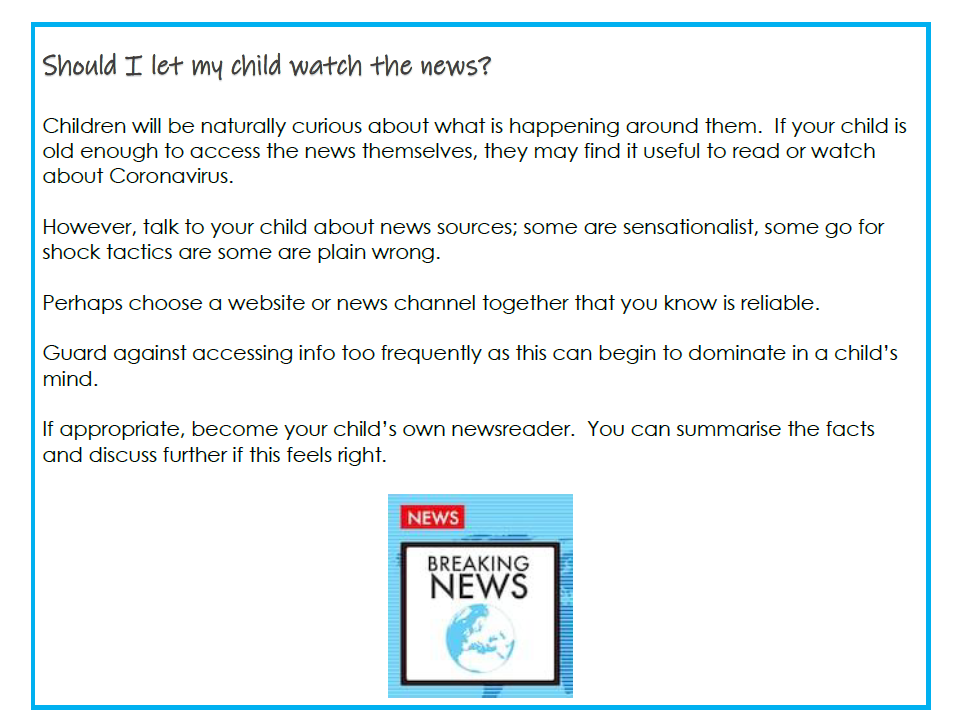 Should I let my child watch the news?
Children will be naturally curious about what is happening around them.  If your child is
old enough to access the news themselves, they may find it useful to read or watch
about Coronavirus.
However, talk to your child about news sources; some are sensationalist, some go for
shock tactics are some are plain wrong.
Perhaps choose a website or news channel together that you know is reliable.
Guard against accessing info too frequently as this can begin to dominate in a child’s
mind.
If appropriate, become your child’s own newsreader.  You can summarise the facts
and discuss further if this feels right.
NEWS
BREAKING
NEWS